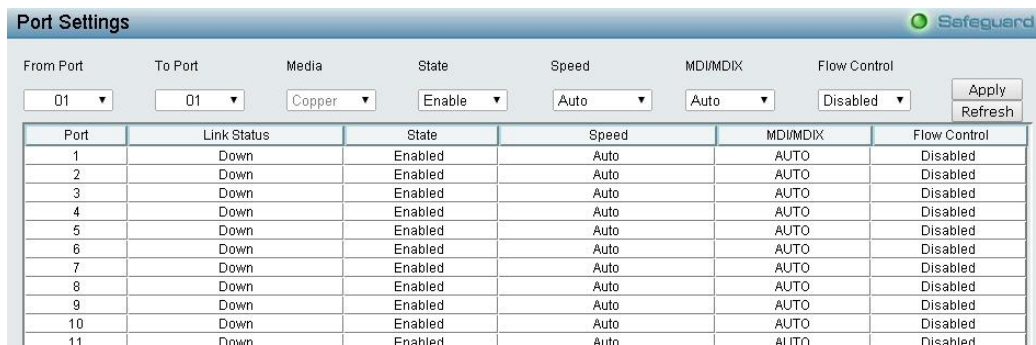 Port Settings
Safeguard
From Port To Port Media State Speed MDI/MDIX Flow Control
01 01 Copper Enable Auto Auto Disabled Apply
Refresh
Port Link Status State Speed MDI/MDIX Flow Control
1 Down Enabled Auto AUTO Disabled
2 Down Enabled Auto AUTO Disabled
3 Down Enabled Auto AUTO Disabled
4 Down Enabled Auto AUTO Disabled
5 Down Enabled Auto AUTO Disabled
6 Down Enabled Auto AUTO Disabled
7 Down Enabled Auto AUTO Disabled
8 Down Enabled Auto AUTO Disabled
9 Down Enabled Auto AUTO Disabled
10 Down Enabled Auto AUTO Disabled
11 Down Enabled Auto AUTO Disabled